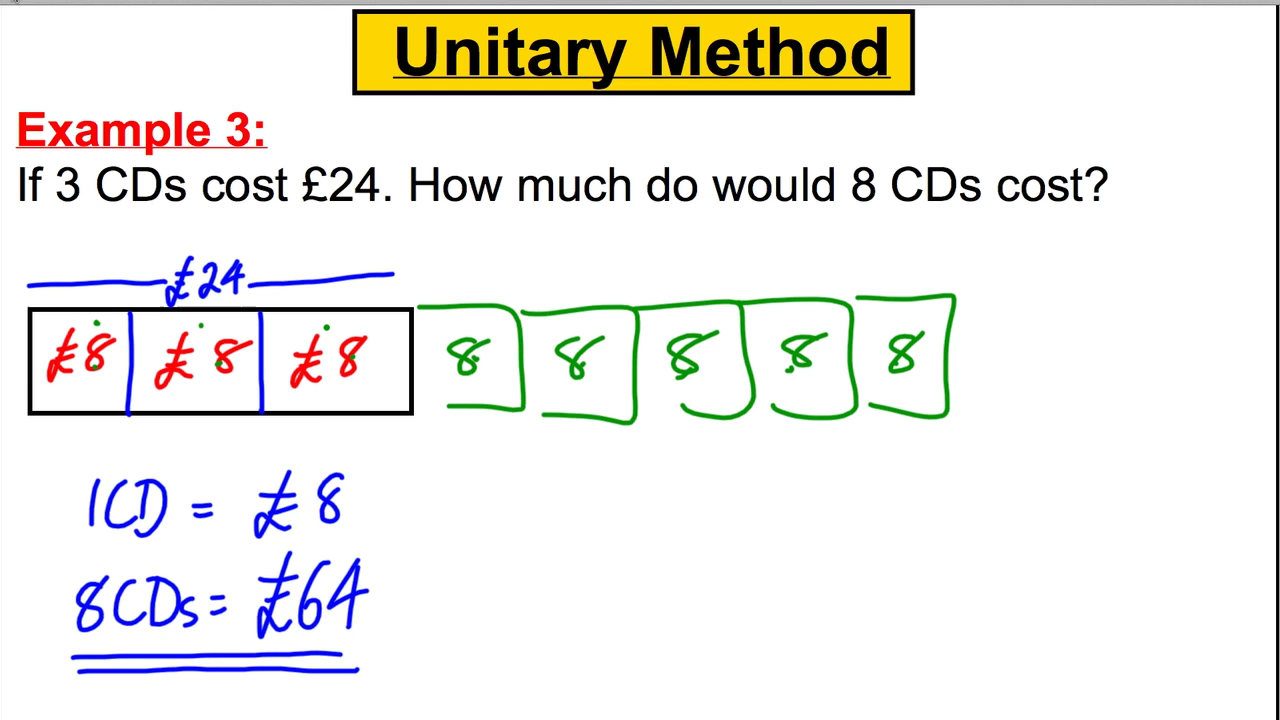 Unitary Method
Example 3:
If 3 CDs cost £24. How much do would 8 CDs cost?
£24
£8 £8 £8 8 8 8 8 8
1CD = £8
8CDs = £64